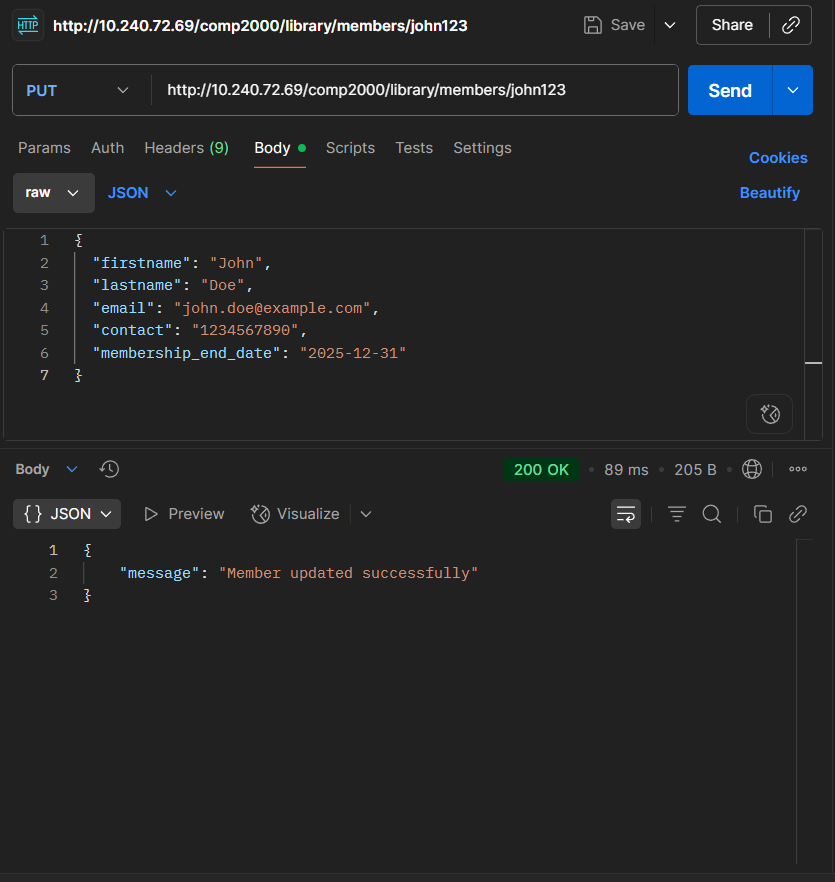 HTTP http://10.240.72.69/comp2000/library/members/john123 Save Share
PUT http://10.240.72.69/comp2000/library/members/john123 Send
Params Auth Headers (9) Body Scripts Tests Settings Cookies
raw JSON Beautify
1 {
2 "firstname": "John",
3 "lastname": "Doe",
4 "email": "john.doe@example.com",
5 "contact": "1234567890",
6 "membership_end_date": "2025-12-31"
7 }
Body 200 OK • 89 ms • 205 B •
{} JSON Preview Visualize
1 {
2 "message": "Member updated successfully"
3 }